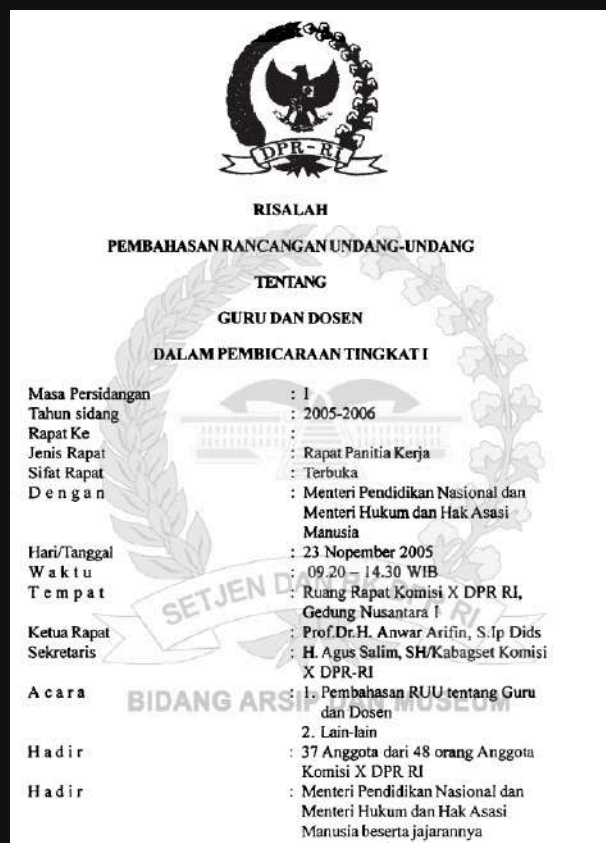 DPR-RI
RISALAH
PEMBAHASAN RANCANGAN UNDANG-UNDANG
TENTANG
GURU DAN DOSEN
DALAM PEMBICARAAN TINGKAT I
Masa Persidangan : I
Tahun sidang : 2005-2006
Rapat Ke :
Jenis Rapat : Rapat Panitia Kerja
Sifat Rapat : Terbuka
D e n g a n : Menteri Pendidikan Nasional dan
Menteri Hukum dan Hak Asasi
Manusia
Hari/Tanggal : 23 Nopember 2005
W a k t u : 09.20 – 14.30 WIB
T e m p a t : Ruang Rapat Komisi X DPR RI,
Gedung Nusantara I
Ketua Rapat : Prof.Dr.H. Anwar Arifin, S.Ip Dids
Sekretaris : H. Agus Salim, SH/Kabagset Komisi
X DPR-RI
A c a r a : 1. Pembahasan RUU tentang Guru
dan Dosen
2. Lain-lain
H a d i r : 37 Anggota dari 48 orang Anggota
Komisi X DPR RI
H a d i r : Menteri Pendidikan Nasional dan
Menteri Hukum dan Hak Asasi
Manusia beserta jajarannya
SETJEN DAN BK DPR RI
BIDANG ARSIP DAN MUSEUM